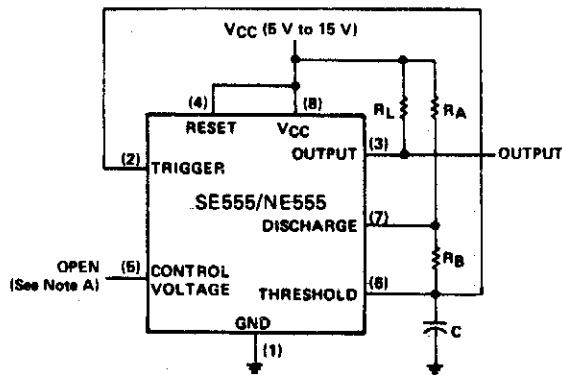 VCC (5 V to 15 V)
(4)
(8)
RL
RA
RESET
VCC
(3)
OUTPUT
OUTPUT
(2)
TRIGGER
SE555/NE555
(7)
DISCHARGE
RB
OPEN
(See Note A)
(5)
CONTROL
VOLTAGE
(6)
THRESHOLD
GND
C
(1)